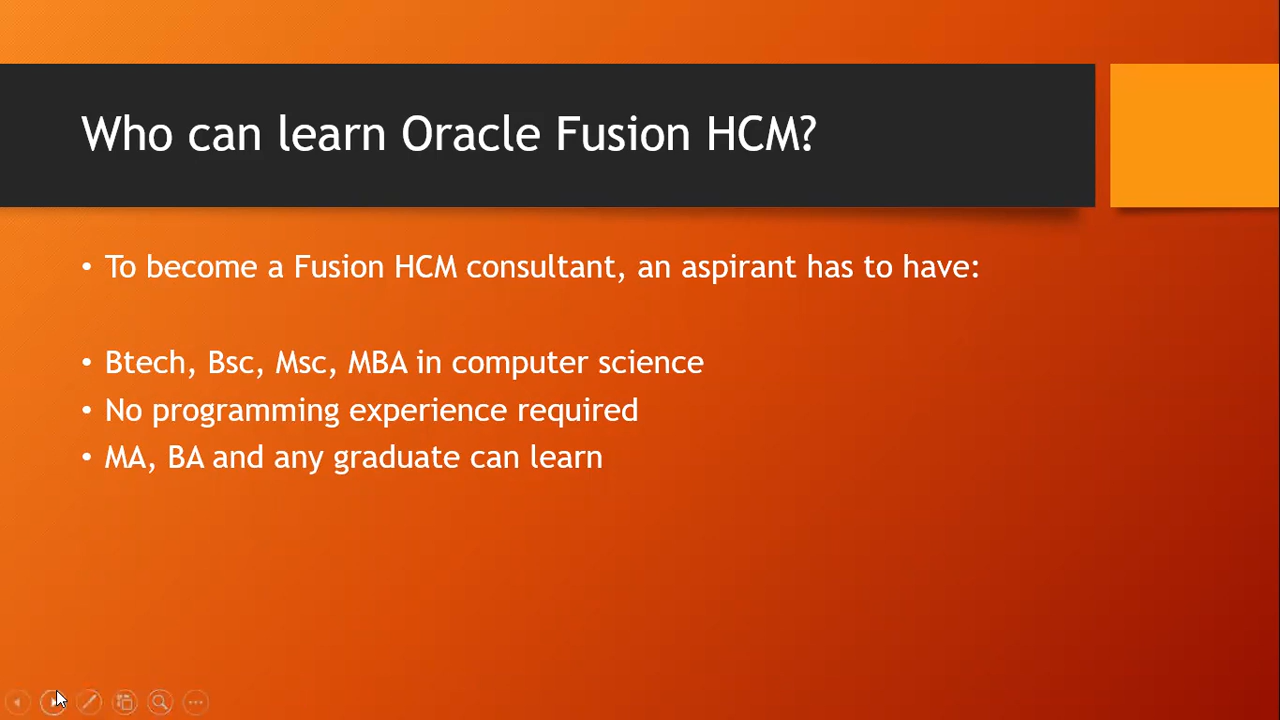 Who can learn Oracle Fusion HCM?
• To become a Fusion HCM consultant, an aspirant has to have:
• Btech, Bsc, Msc, MBA in computer science
• No programming experience required
• MA, BA and any graduate can learn